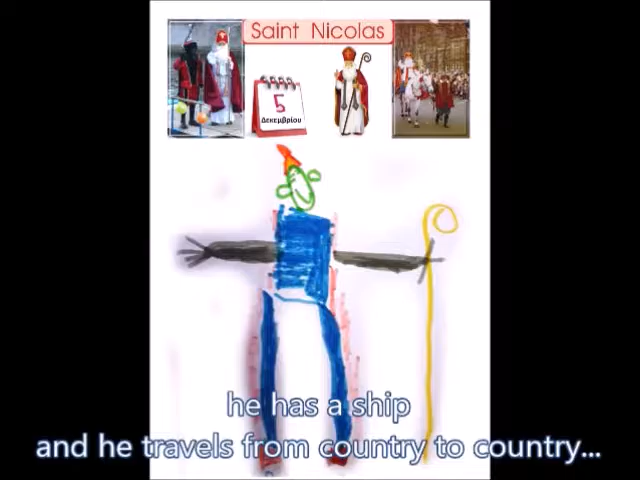 Saint Nicolas
5
Δεκεμβρίου
he has a ship
and he travels from country to country...